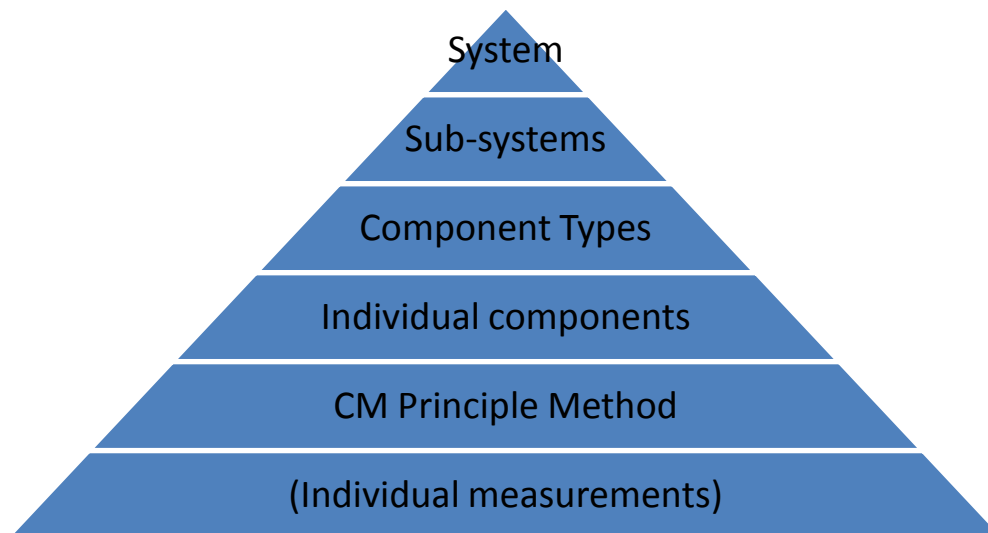 System
Sub-systems
Component Types
Individual components
CM Principle Method
(Individual measurements)